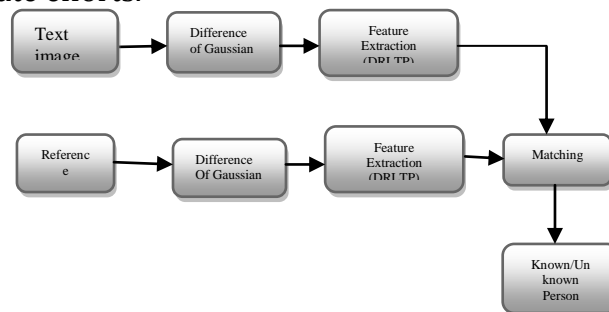 Text
image
Difference
of Gaussian
Feature
Extraction
(DRLTP)
Referenc
e
Difference
Of Gaussian
Feature
Extraction
(DRLTP)
Matching
Known/Un
known
Person